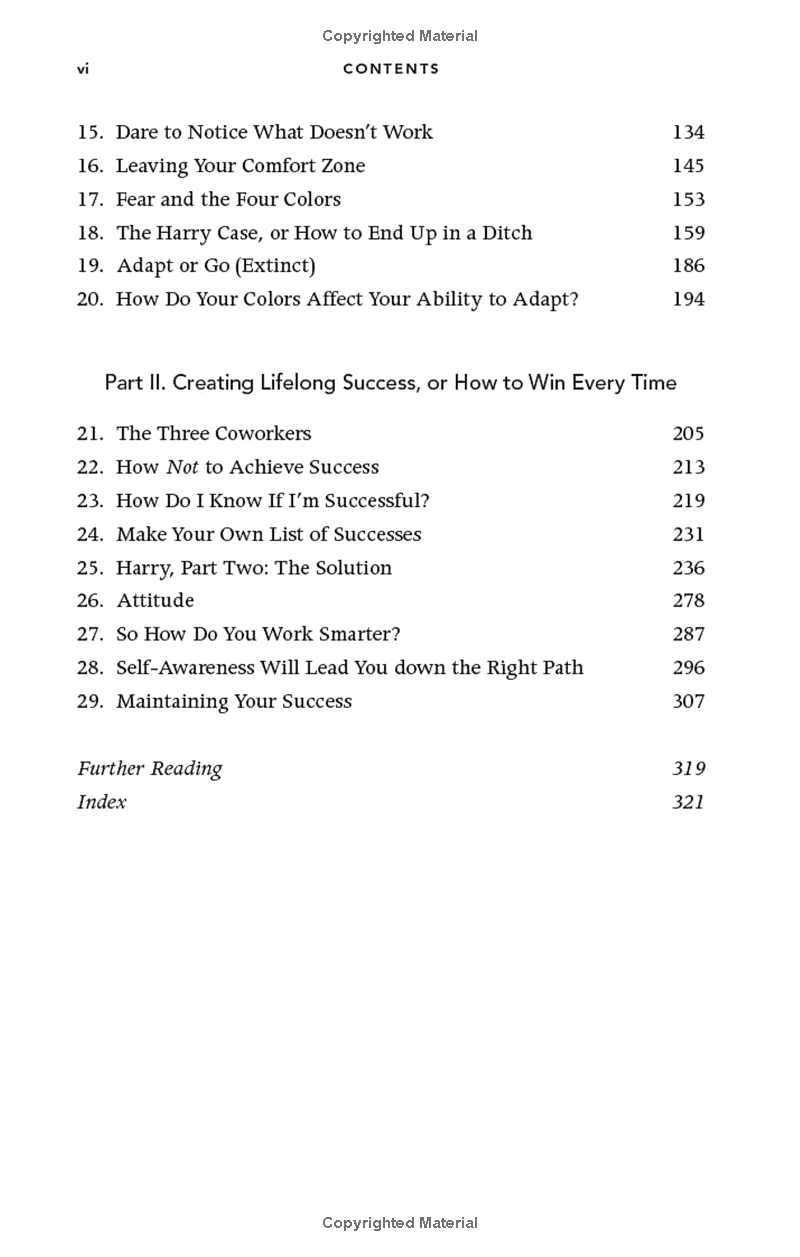 Copyrighted Material
vi CONTENTS
15. Dare to Notice What Doesn’t Work 134
16. Leaving Your Comfort Zone 145
17. Fear and the Four Colors 153
18. The Harry Case, or How to End Up in a Ditch 159
19. Adapt or Go (Extinct) 186
20. How Do Your Colors Affect Your Ability to Adapt? 194
Part II. Creating Lifelong Success, or How to Win Every Time
21. The Three Coworkers 205
22. How Not to Achieve Success 213
23. How Do I Know If I’m Successful? 219
24. Make Your Own List of Successes 231
25. Harry, Part Two: The Solution 236
26. Attitude 278
27. So How Do You Work Smarter? 287
28. Self-Awareness Will Lead You down the Right Path 296
29. Maintaining Your Success 307
Further Reading 319
Index 321
Copyrighted Material